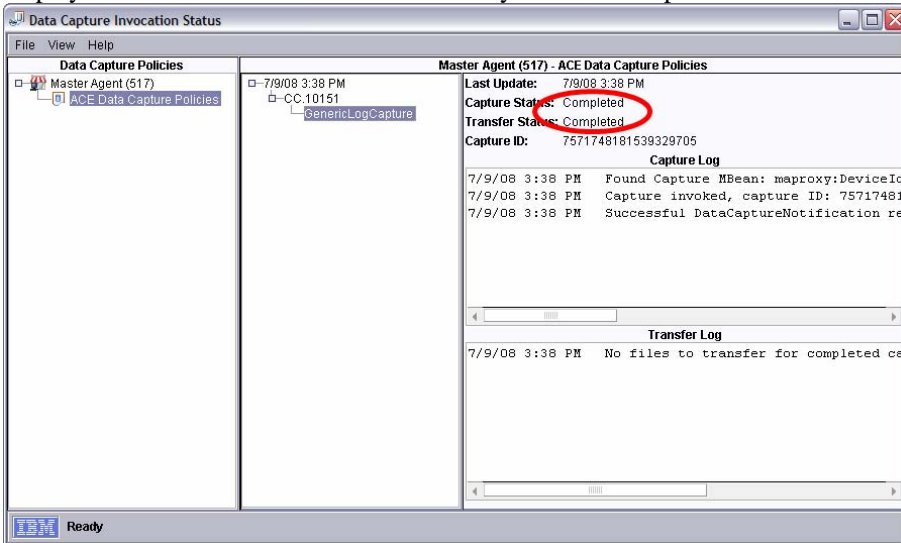 Data Capture Invocation Status
File View Help
Data Capture Policies
Master Agent (517) - ACE Data Capture Policies
Master Agent (517)
ACE Data Capture Policies
7/9/08 3:38 PM
CC.10151
GenericLogCapture
Last Update: 7/9/08 3:38 PM
Capture Status: Completed
Transfer Status: Completed
Capture ID: 7571748181539329705
Capture Log
7/9/08 3:38 PM Found Capture MBean: maproxy:DeviceId
7/9/08 3:38 PM Capture invoked, capture ID: 75717481
7/9/08 3:38 PM Successful DataCaptureNotification re
Transfer Log
7/9/08 3:38 PM No files to transfer for completed ca
IBM Ready